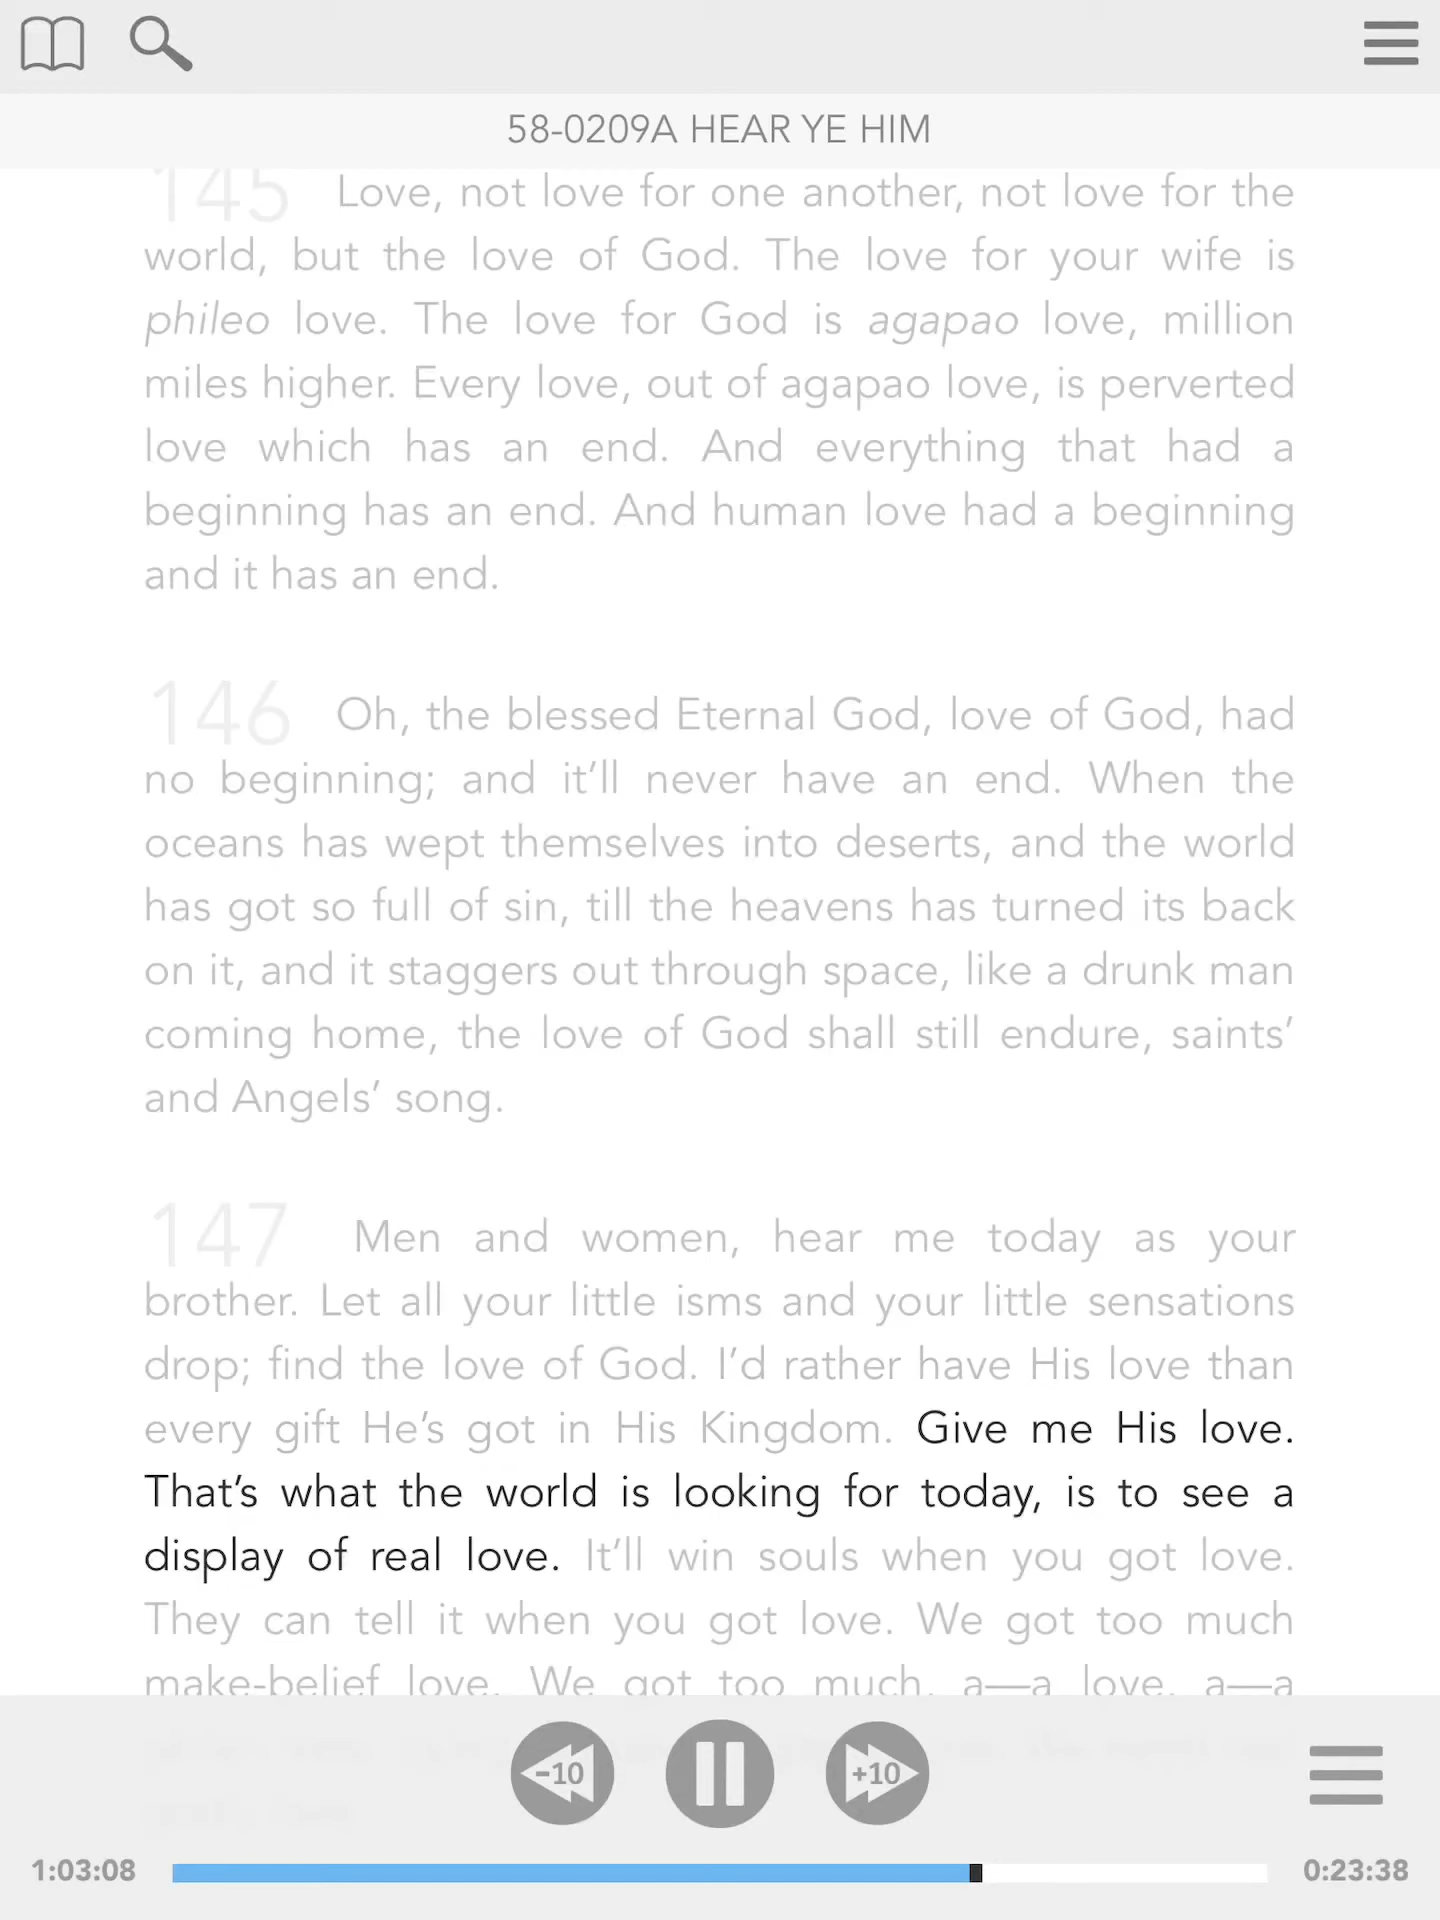 58-0209A HEAR YE HIM
145 Love, not love for one another, not love for the
world, but the love of God. The love for your wife is
phileo love. The love for God is agapao love, million
miles higher. Every love, out of agapao love, is perverted
love which has an end. And everything that had a
beginning has an end. And human love had a beginning
and it has an end.
146 Oh, the blessed Eternal God, love of God, had
no beginning; and it’ll never have an end. When the
oceans has wept themselves into deserts, and the world
has got so full of sin, till the heavens has turned its back
on it, and it staggers out through space, like a drunk man
coming home, the love of God shall still endure, saints’
and Angels’ song.
147 Men and women, hear me today as your
brother. Let all your little isms and your little sensations
drop; find the love of God. I’d rather have His love than
every gift He’s got in His Kingdom. Give me His love.
That’s what the world is looking for today, is to see a
display of real love. It’ll win souls when you got love.
They can tell it when you got love. We got too much
make-belief love. We got too much, a—a love, a—a
-10 +10
1:03:08 0:23:38